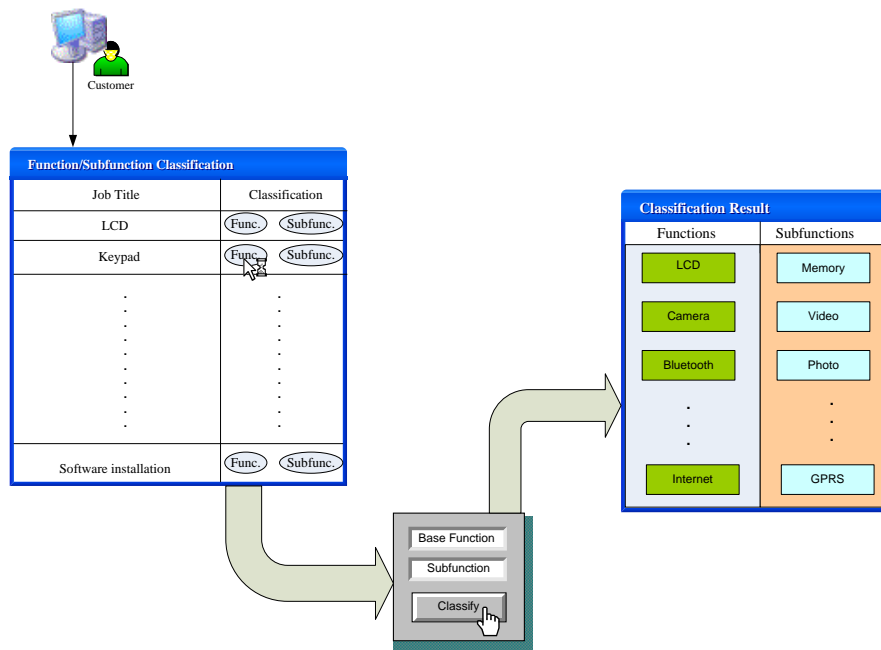 Customer
Function/Subfunction Classification
Job Title Classification
LCD Func. Subfunc.
Keypad Func. Subfunc.
Software installation Func. Subfunc.
Base Function
Subfunction
Classify
Classification Result
Functions Subfunctions
LCD Memory
Camera Video
Bluetooth Photo
Internet GPRS